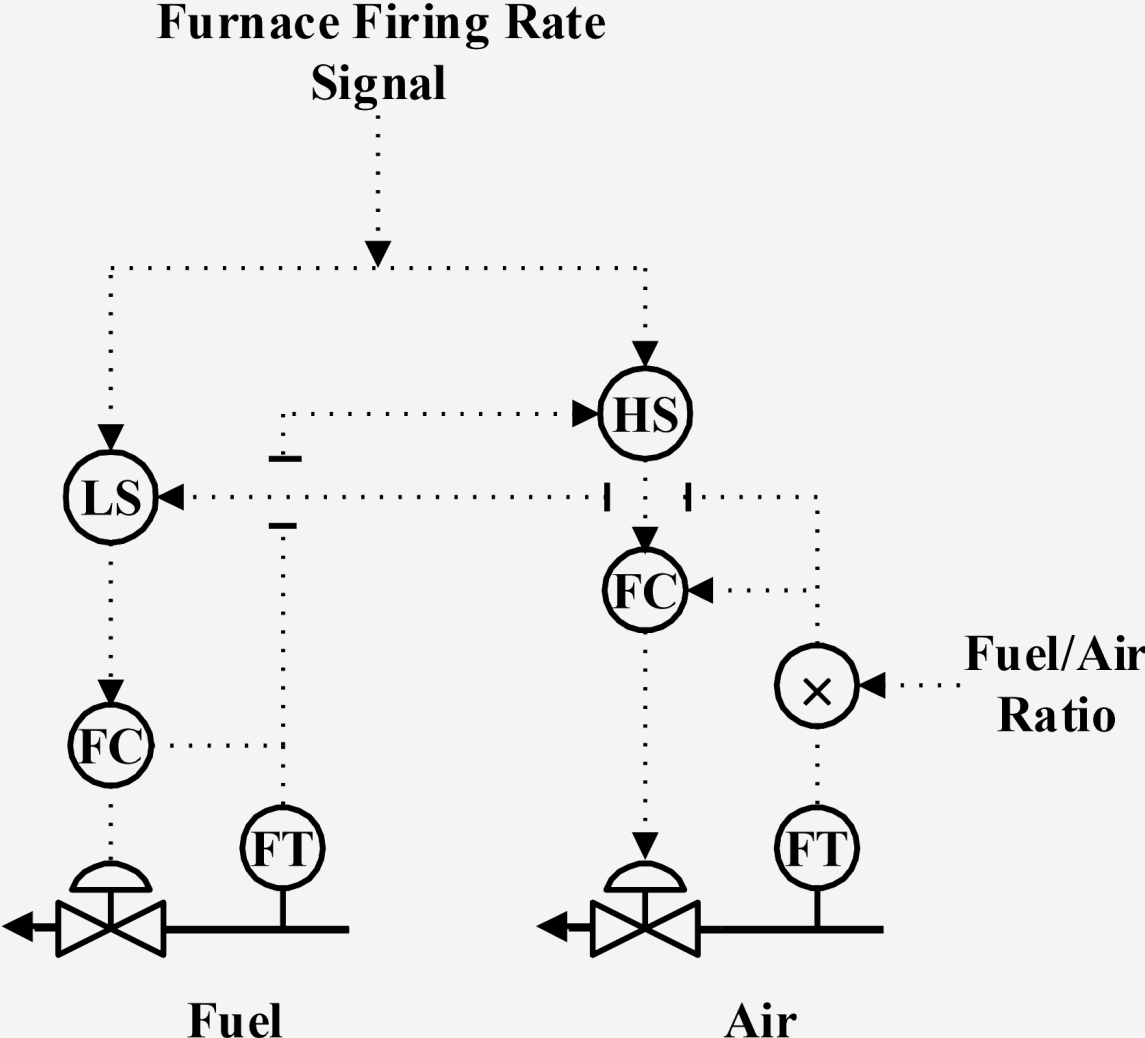 Furnace Firing Rate
Signal
HS
LS
FC
Fuel/Air
Ratio
×
FC
FT
FT
Fuel
Air